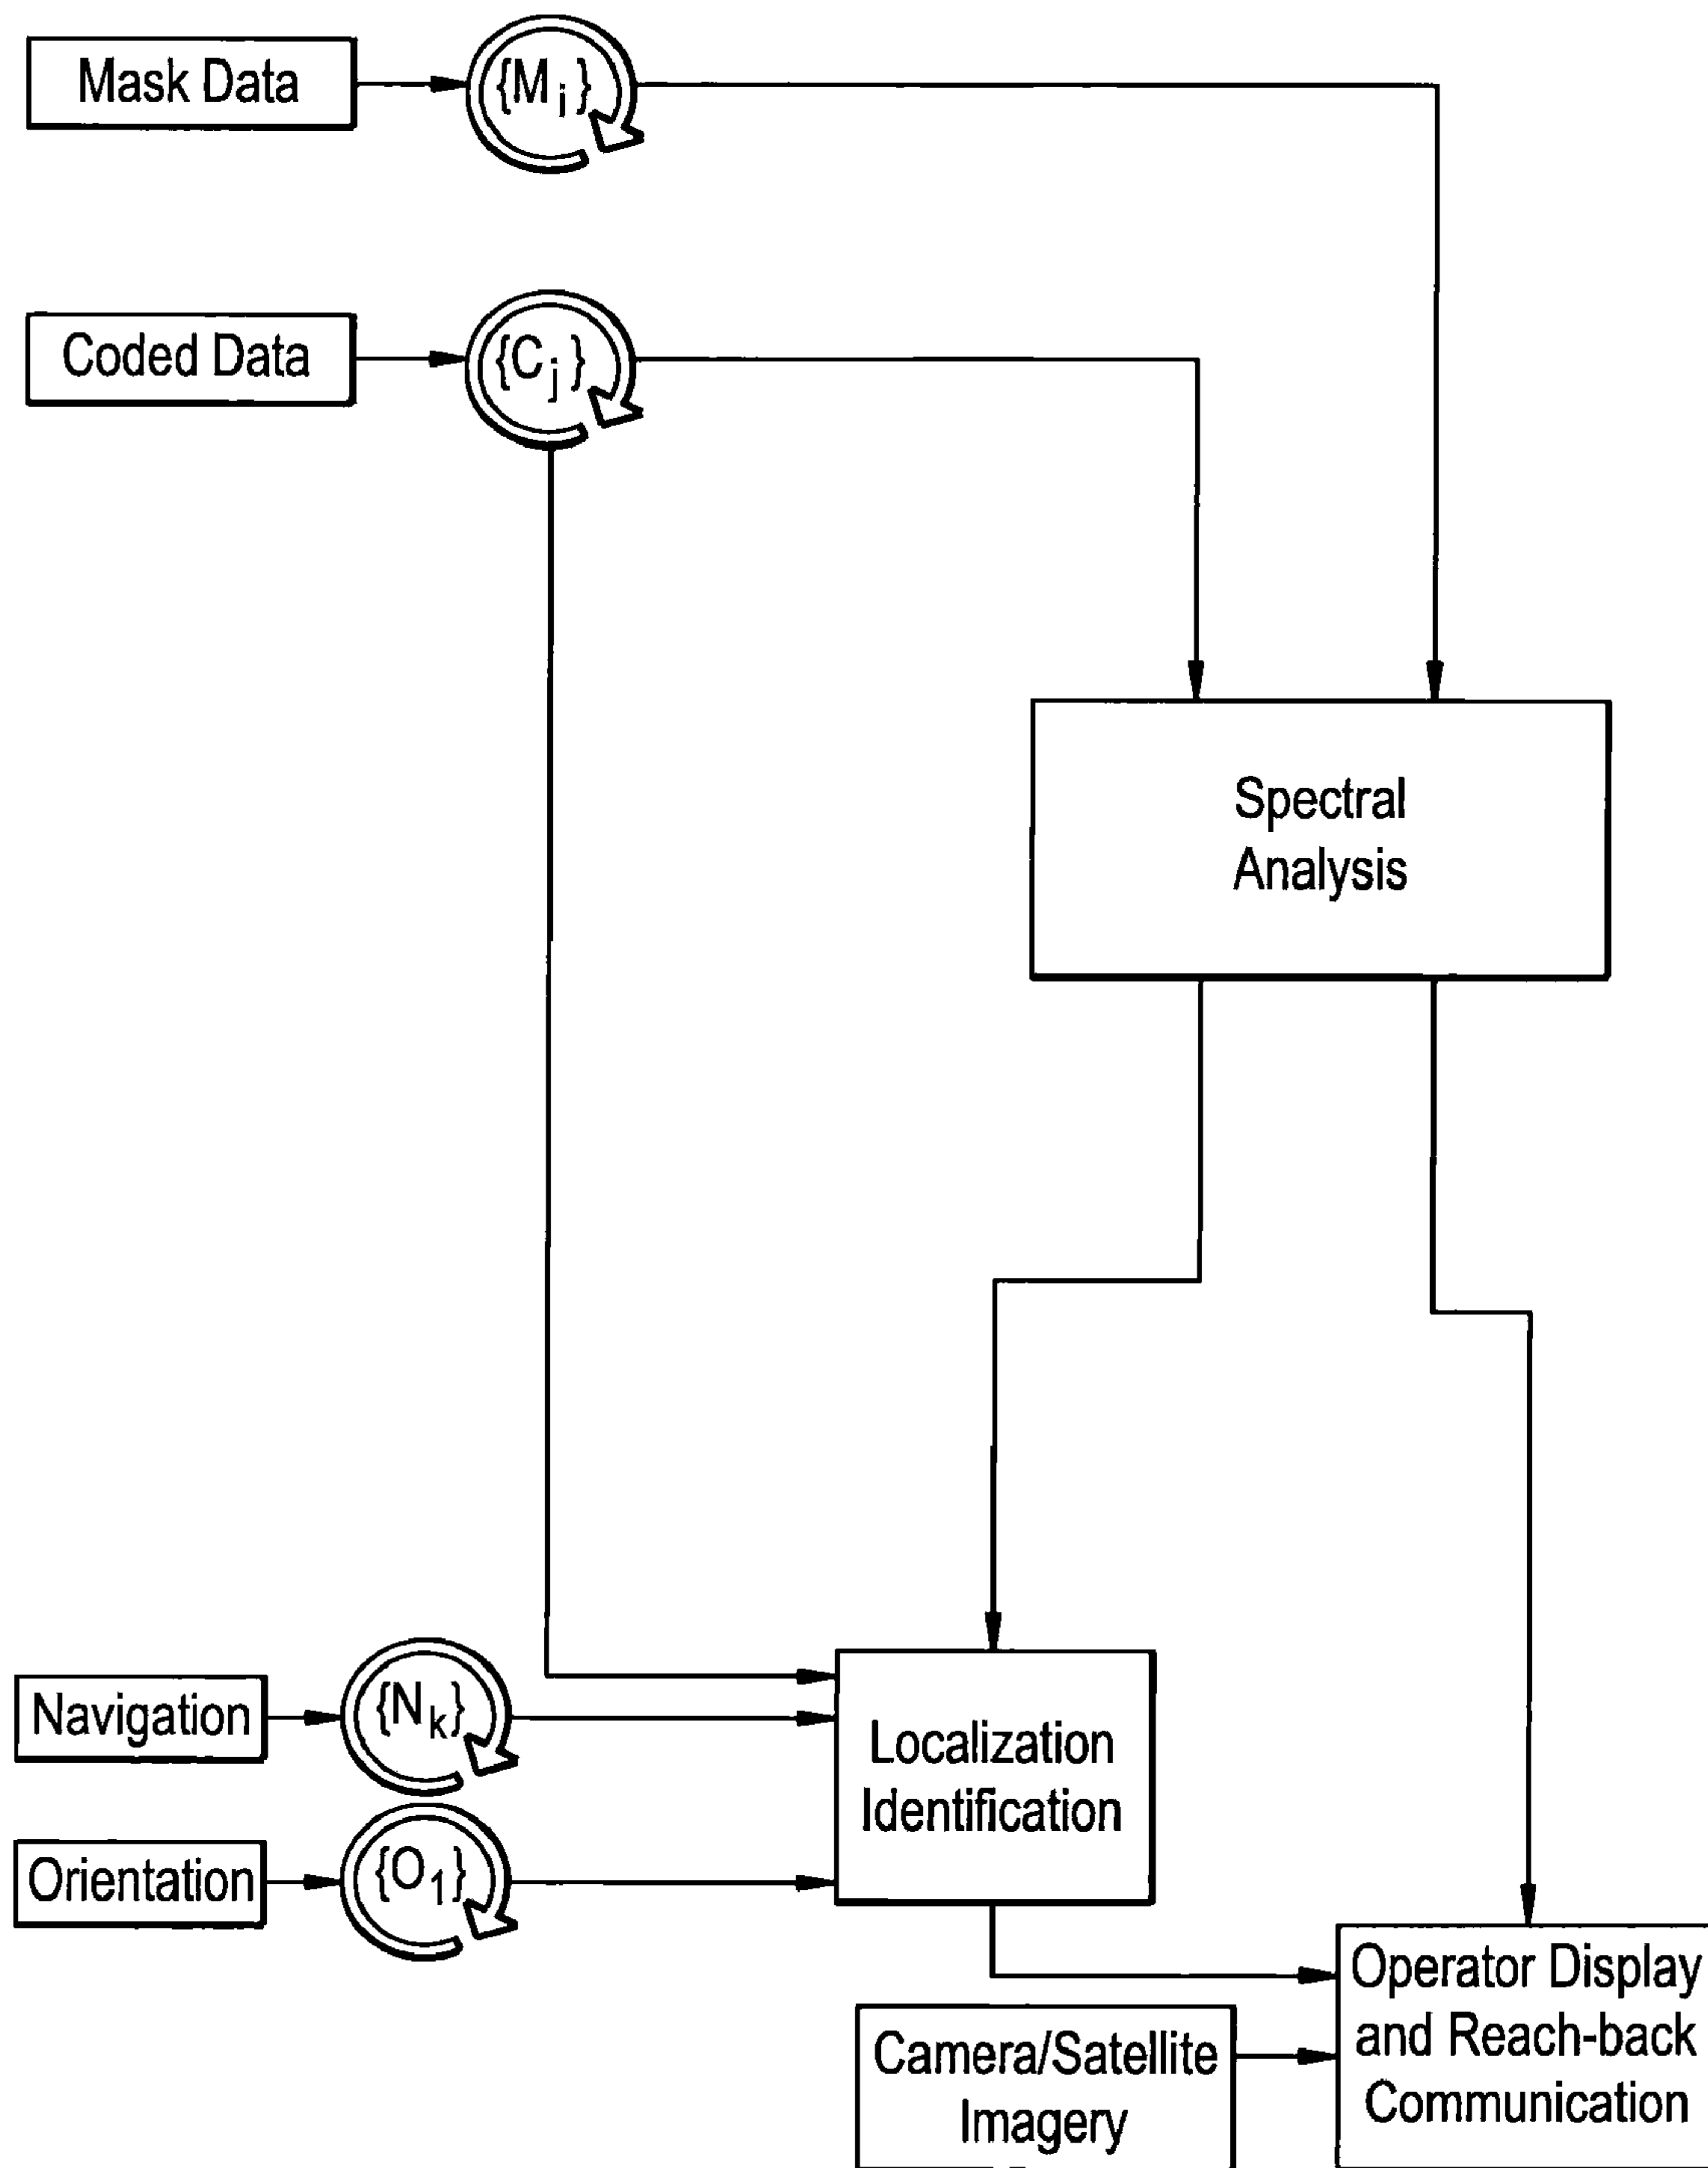 Mask Data
{Mi}
Coded Data
{Cj}
Spectral
Analysis
Navigation
{Nk}
Localization
Identification
Orientation
{O1}
Operator Display
and Reach-back
Communication
Camera/Satellite
Imagery